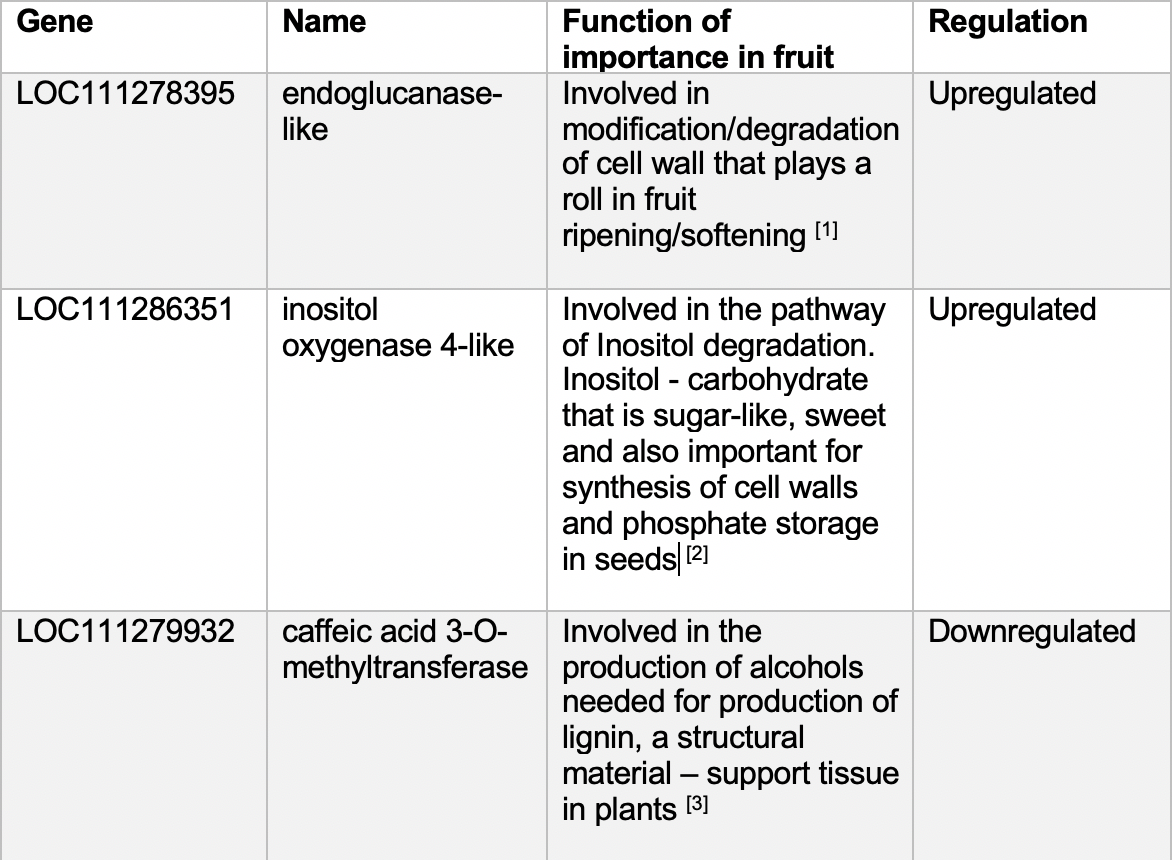 Gene
Name
Function of
importance in fruit
Regulation
LOC111278395
endoglucanase-
like
Involved in
modification/degradation
of cell wall that plays a
roll in fruit
ripening/softening [1]
Upregulated
LOC111286351
inositol
oxygenase 4-like
Involved in the pathway
of Inositol degradation.
Inositol - carbohydrate
that is sugar-like, sweet
and also important for
synthesis of cell walls
and phosphate storage
in seeds [2]
Upregulated
LOC111279932
caffeic acid 3-O-
methyltransferase
Involved in the
production of alcohols
needed for production of
lignin, a structural
material – support tissue
in plants [3]
Downregulated